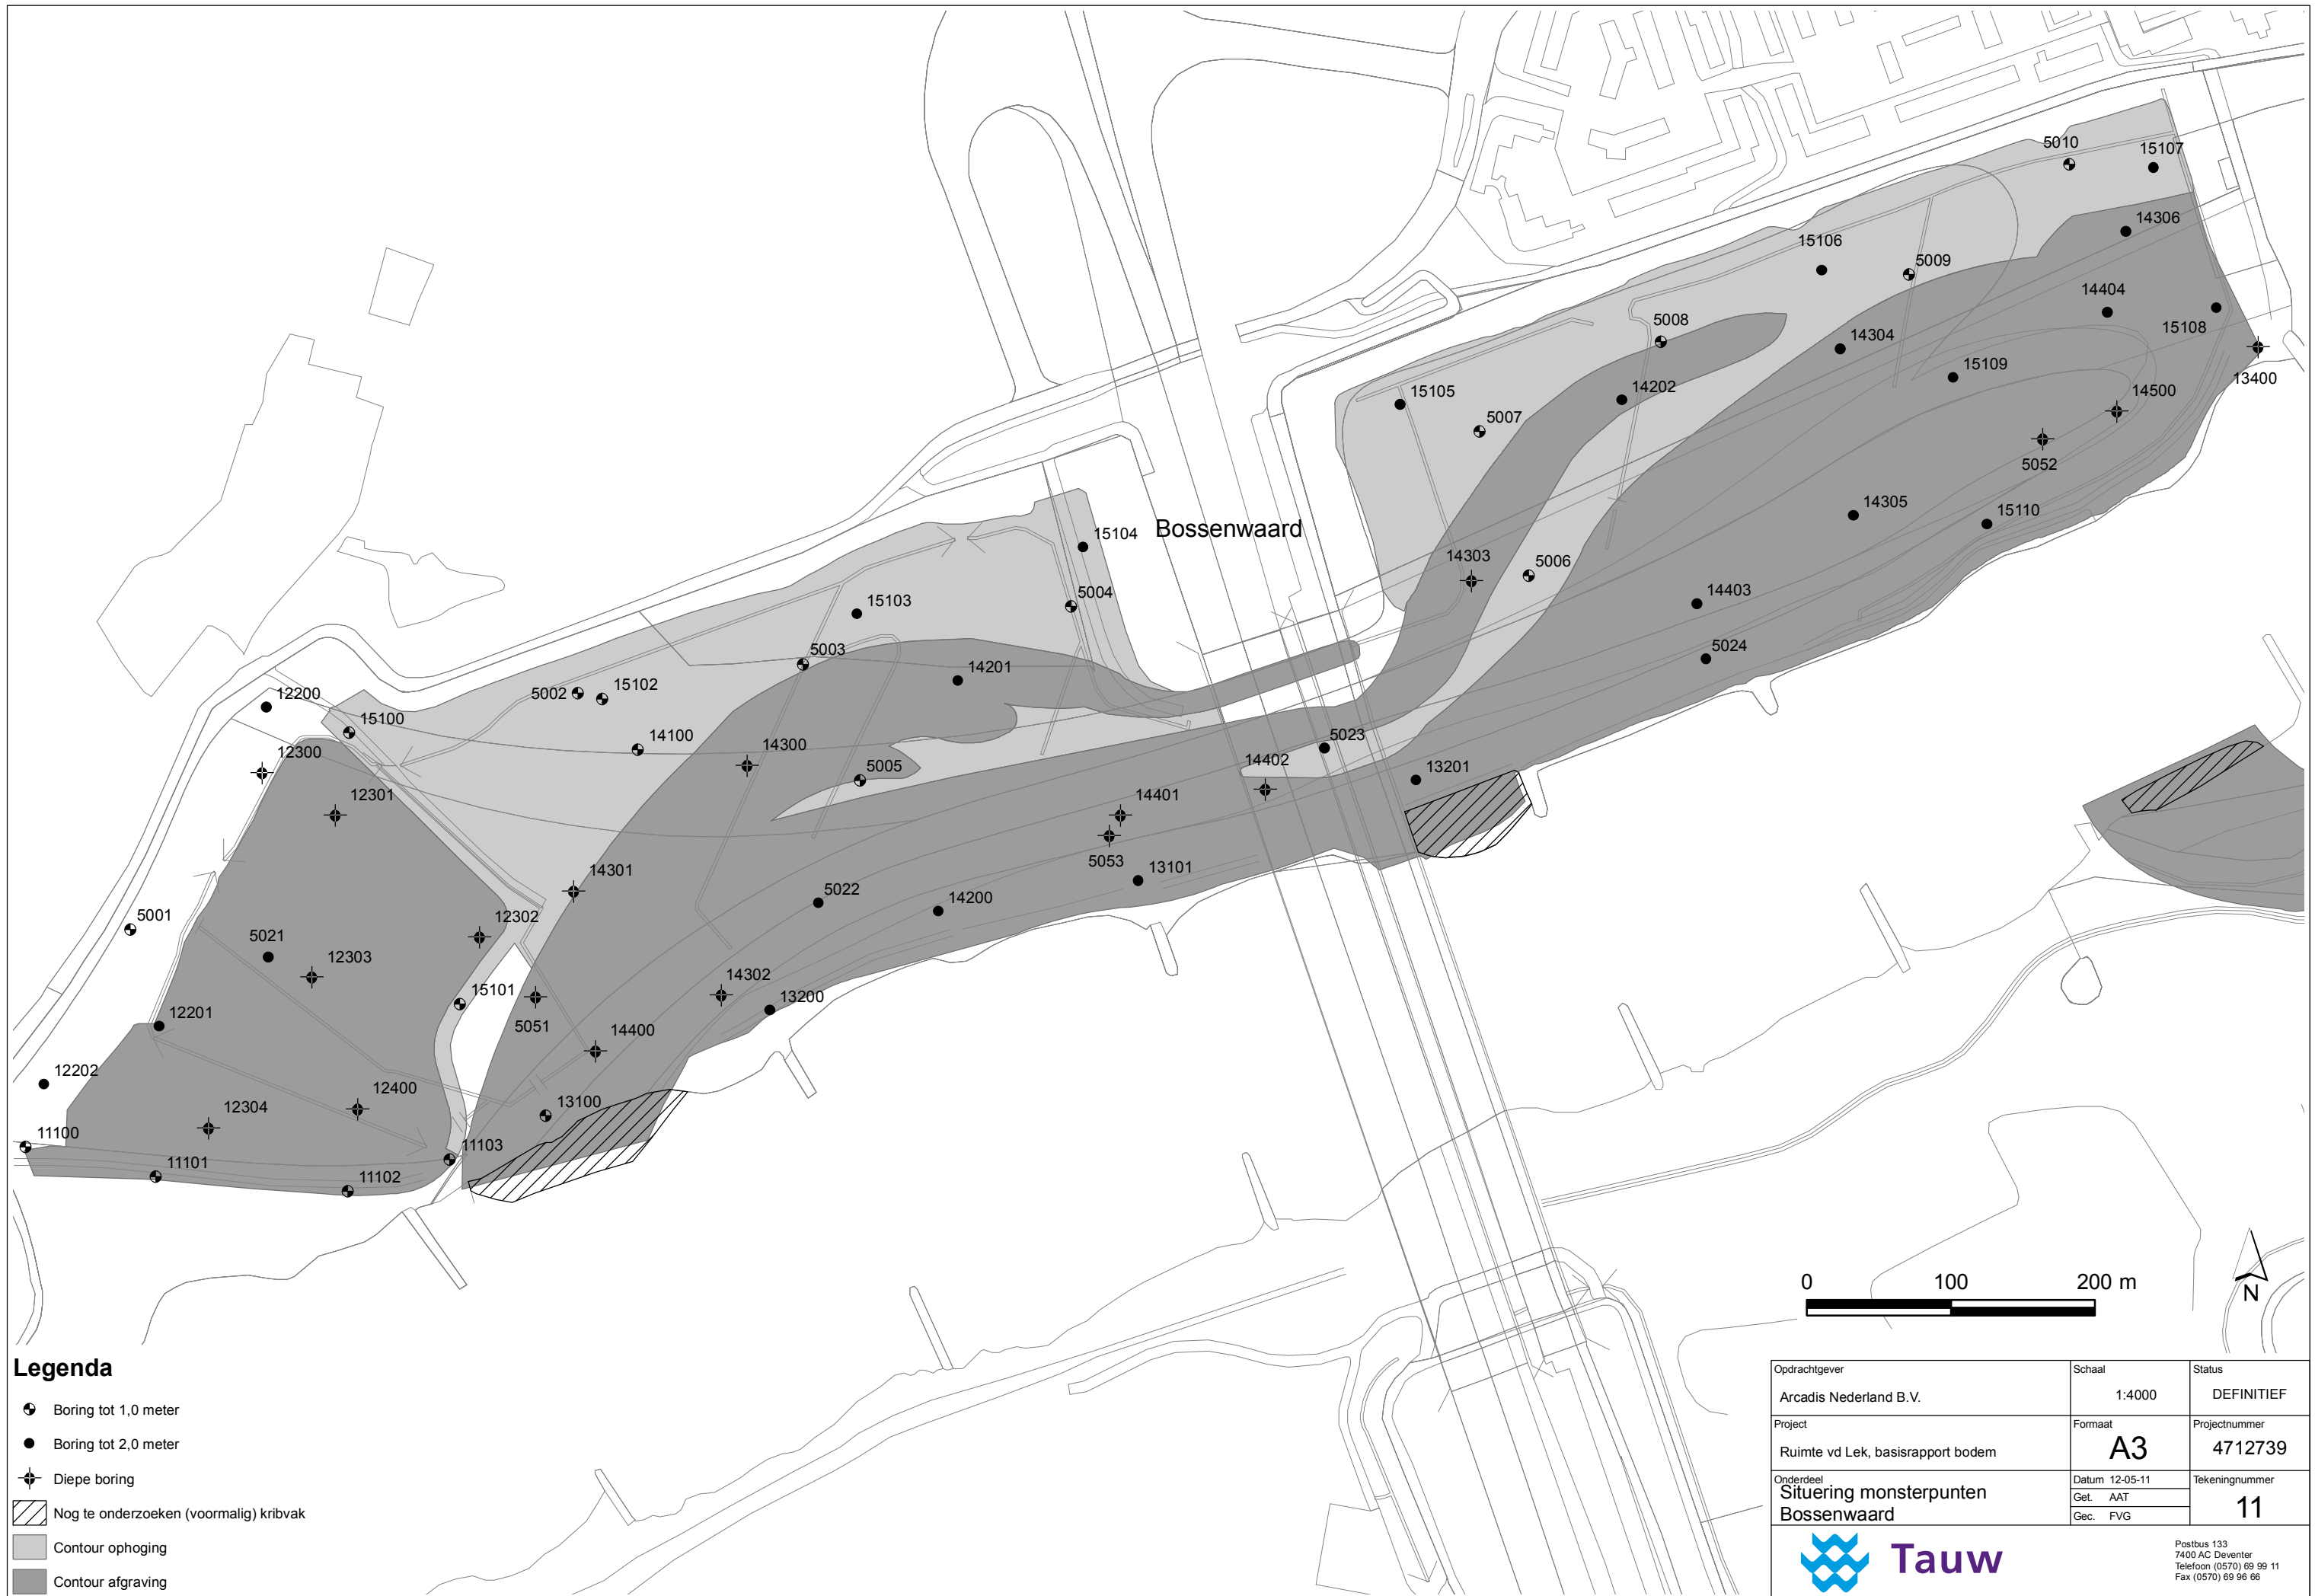 5010
15107
14306
15106
5009
14404
15108
5008
14304
13400
15109
15105
14202
14500
5007
5052
14305
15110
Bossenwaard
15104
14303
5006
5004
14403
15103
5024
5003
14201
5002
15102
12200
15100
14100
14300
5023
12300
5005
14402
13201
12301
14401
5053
13101
14301
5022
14200
12302
5001
5021
12303
14302
15101
13200
5051
12201
14400
12202
12400
13100
12304
11100
11103
11101
11102
0 100 200 m
N
Legenda
Boring tot 1,0 meter
Boring tot 2,0 meter
Diepe boring
Nog te onderzoeken (voormalig) kribvak
Contour ophoging
Contour afgraving
Opdrachtgever
Arcadis Nederland B.V.
Schaal
1:4000
Status
DEFINITIEF
Project
Ruimte vd Lek, basisrapport bodem
Formaat
A3
Projectnummer
4712739
Onderdeel
Situering monsterpunten
Bossenwaard
Datum 12-05-11
Get. AAT
Gec. FVG
Tekeningnummer
11
Tauw
Postbus 133
7400 AC Deventer
Telefoon (0570) 69 99 11
Fax (0570) 69 96 66